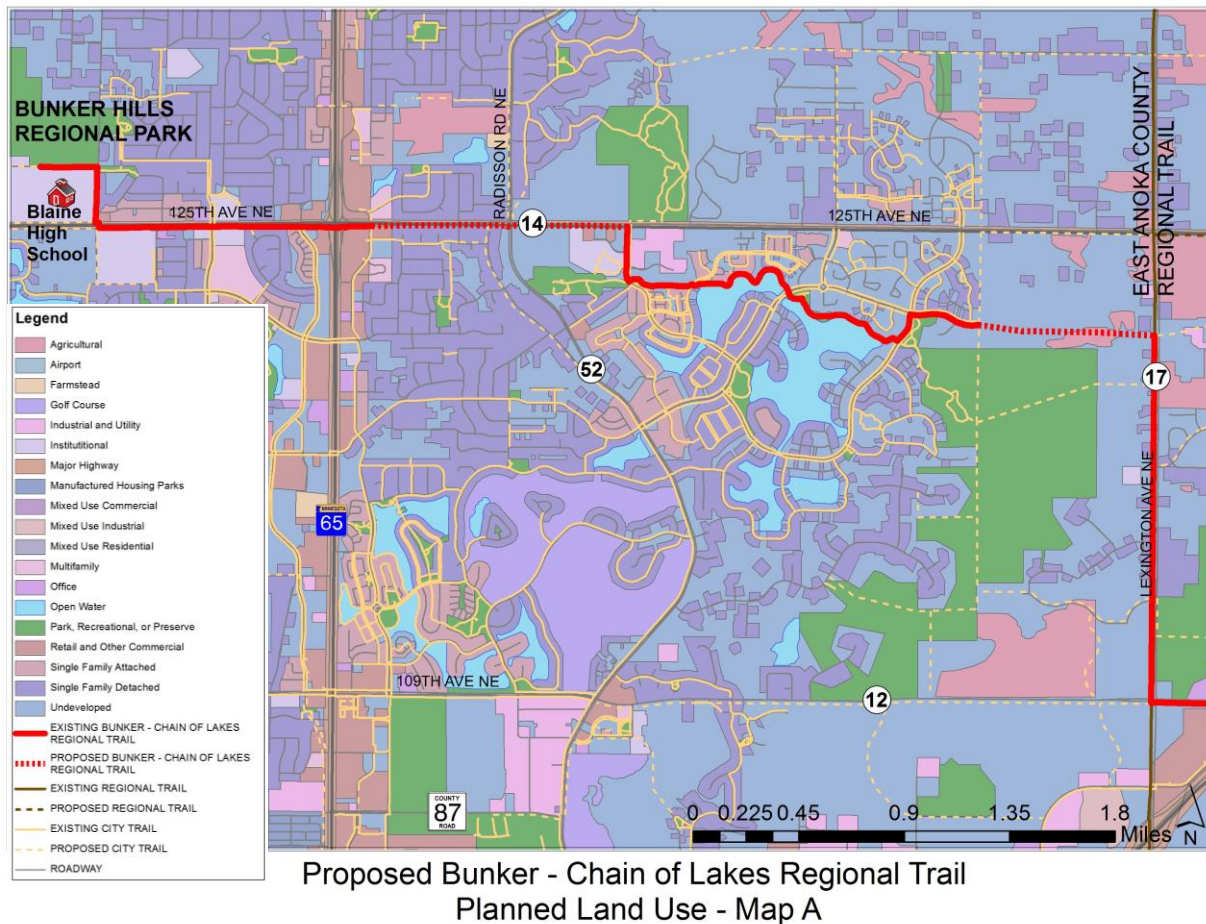 BUNKER HILLS
REGIONAL PARK
Blaine
High
School
125TH AVE NE
RADISSON RD NE
14
125TH AVE NE
EAST ANOKA COUNTY
REGIONAL TRAIL
52
17
LEXINGTON AVE NE
MINNESOTA
65
109TH AVE NE
12
COUNTY
87
ROAD
Legend
Agricultural
Airport
Farmstead
Golf Course
Industrial and Utility
Institutitional
Major Highway
Manufactured Housing Parks
Mixed Use Commercial
Mixed Use Industrial
Mixed Use Residential
Multifamily
Office
Open Water
Park, Recreational, or Preserve
Retail and Other Commercial
Single Family Attached
Single Family Detached
Undeveloped
EXISTING BUNKER - CHAIN OF LAKES
REGIONAL TRAIL
PROPOSED BUNKER - CHAIN OF LAKES
REGIONAL TRAIL
EXISTING REGIONAL TRAIL
PROPOSED REGIONAL TRAIL
EXISTING CITY TRAIL
PROPOSED CITY TRAIL
ROADWAY
0 0.225 0.45 0.9 1.35 1.8
Miles
N
Proposed Bunker - Chain of Lakes Regional Trail
Planned Land Use - Map A